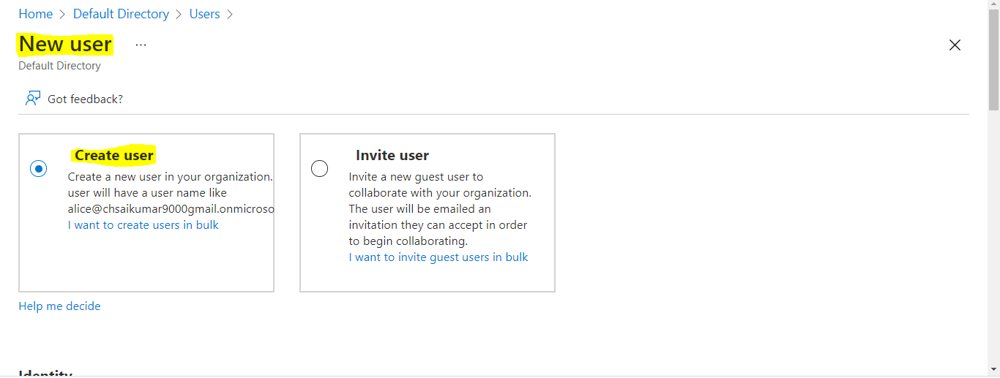 Home > Default Directory > Users >
New user ...
Default Directory
Got feedback?
Create user
Create a new user in your organization.
user will have a user name like
alice@chsaikumar9000gmail.onmicroso
I want to create users in bulk
Invite user
Invite a new guest user to
collaborate with your organization.
The user will be emailed an
invitation they can accept in order
to begin collaborating.
I want to invite guest users in bulk
Help me decide
Identity